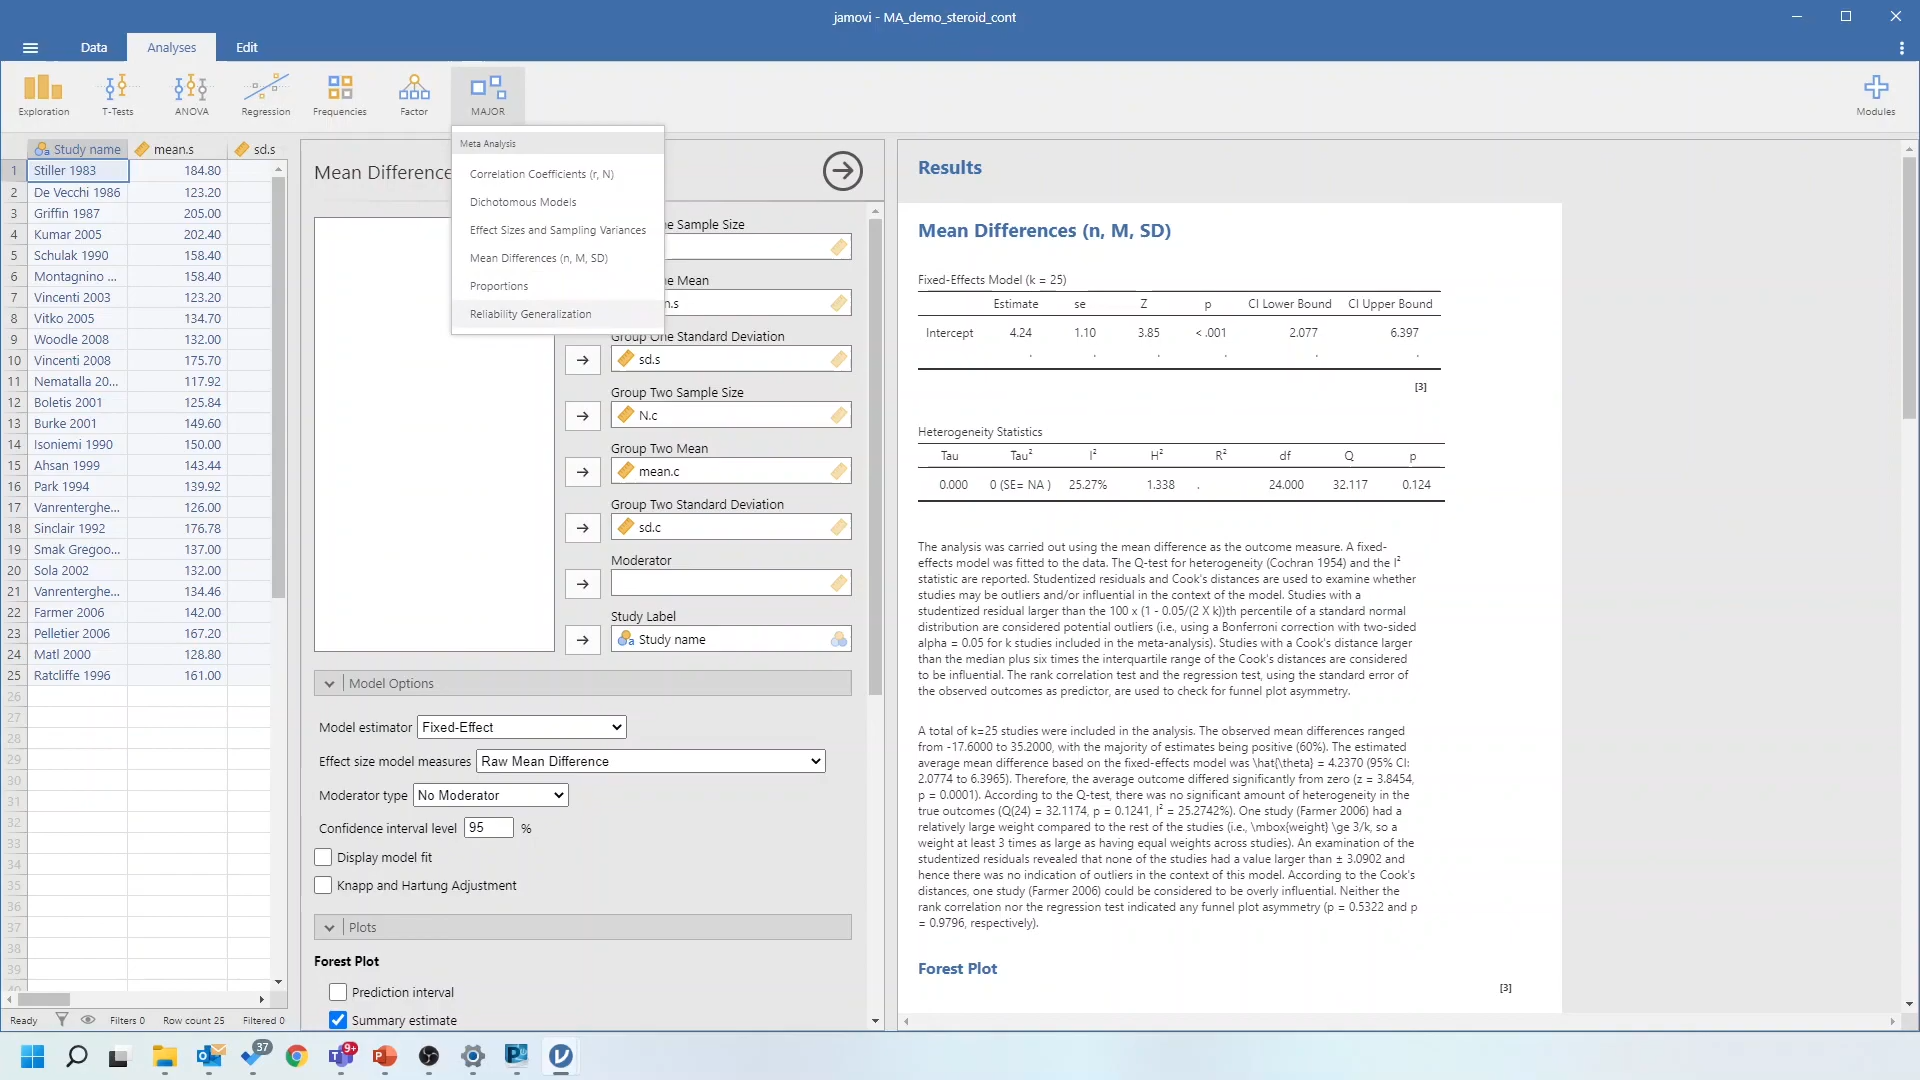 jamovi - MA_demo_steroid_cont
Data
Analyses
Edit
Exploration
T-Tests
ANOVA
Regression
Frequencies
Factor
MAJOR
Modules
Study name mean.s sd.s
1 Stiller 1983 184.80
2 De Vecchi 1986 123.20
3 Griffin 1987 205.00
4 Kumar 2005 202.40
5 Schulak 1990 158.40
6 Montagnino ... 158.40
7 Vincenti 2003 123.20
8 Vitko 2005 134.70
9 Woodle 2008 132.00
10 Vincenti 2008 175.70
11 Nematalla 20... 117.92
12 Boletis 2001 125.84
13 Burke 2001 149.60
14 Isoniemi 1990 150.00
15 Ahsan 1999 143.44
16 Park 1994 139.92
17 Vanrenterghe... 126.00
18 Sinclair 1992 176.78
19 Smak Gregoo... 137.00
20 Sola 2002 132.00
21 Vanrenterghe... 134.46
22 Farmer 2006 142.00
23 Pelletier 2006 167.20
24 Matl 2000 128.80
25 Ratcliffe 1996 161.00
26
27
28
29
30
31
32
33
34
35
36
37
38
39
Ready Filters 0 Row count 25 Filtered 0
Mean Difference
Meta Analysis
Correlation Coefficients (r, N)
Dichotomous Models
Effect Sizes and Sampling Variances
Mean Differences (n, M, SD)
Proportions
Reliability Generalization
e Sample Size
e Mean
n.s
Group One Standard Deviation
sd.s
Group Two Sample Size
N.c
Group Two Mean
mean.c
Group Two Standard Deviation
sd.c
Moderator
Study Label
Study name
Model Options
Model estimator Fixed-Effect
Effect size model measures Raw Mean Difference
Moderator type No Moderator
Confidence interval level 95 %
Display model fit
Knapp and Hartung Adjustment
Plots
Forest Plot
Prediction interval
Summary estimate
Results
Mean Differences (n, M, SD)
Fixed-Effects Model (k = 25)
Estimate se Z p CI Lower Bound CI Upper Bound
Intercept 4.24 1.10 3.85 < .001 2.077 6.397
. . . . . .
[3]
Heterogeneity Statistics
Tau Tau² I² H² R² df Q p
0.000 0 (SE= NA ) 25.27% 1.338 . 24.000 32.117 0.124
The analysis was carried out using the mean difference as the outcome measure. A fixed-
effects model was fitted to the data. The Q-test for heterogeneity (Cochran 1954) and the I²
statistic are reported. Studentized residuals and Cook's distances are used to examine whether
studies may be outliers and/or influential in the context of the model. Studies with a
studentized residual larger than the 100 x (1 - 0.05/(2 X k))th percentile of a standard normal
distribution are considered potential outliers (i.e., using a Bonferroni correction with two-sided
alpha = 0.05 for k studies included in the meta-analysis). Studies with a Cook's distance larger
than the median plus six times the interquartile range of the Cook's distances are considered
to be influential. The rank correlation test and the regression test, using the standard error of
the observed outcomes as predictor, are used to check for funnel plot asymmetry.
A total of k=25 studies were included in the analysis. The observed mean differences ranged
from -17.6000 to 35.2000, with the majority of estimates being positive (60%). The estimated
average mean difference based on the fixed-effects model was \hat{\theta} = 4.2370 (95% CI:
2.0774 to 6.3965). Therefore, the average outcome differed significantly from zero (z = 3.8454,
p = 0.0001). According to the Q-test, there was no significant amount of heterogeneity in the
true outcomes (Q(24) = 32.1174, p = 0.1241, I² = 25.2742%). One study (Farmer 2006) had a
relatively large weight compared to the rest of the studies (i.e., \mbox{weight} \ge 3/k, so a
weight at least 3 times as large as having equal weights across studies). An examination of the
studentized residuals revealed that none of the studies had a value larger than ± 3.0902 and
hence there was no indication of outliers in the context of this model. According to the Cook's
distances, one study (Farmer 2006) could be considered to be overly influential. Neither the
rank correlation nor the regression test indicated any funnel plot asymmetry (p = 0.5322 and p
= 0.9796, respectively).
Forest Plot
[3]
37
9+